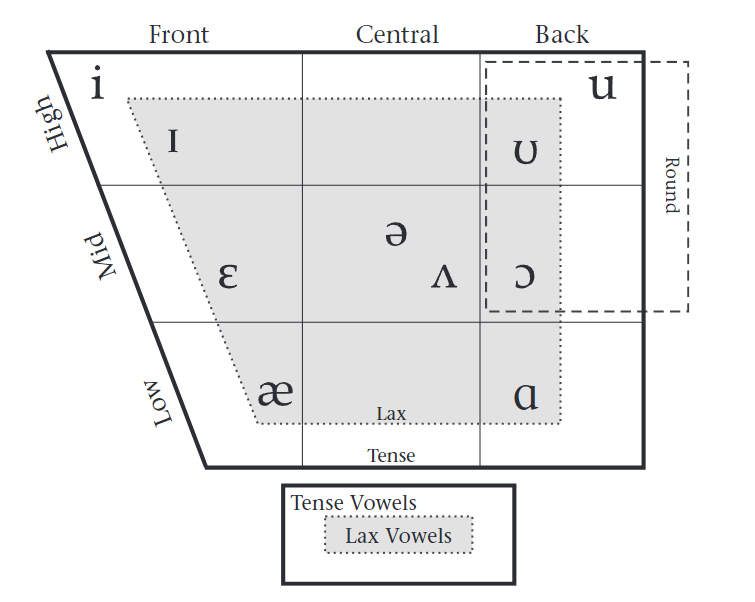 Front Central Back
i u
High
ɪ ʊ
Round
ə
Mid
ɛ ʌ ɔ
æ ɑ
Low
Lax
Tense
Tense Vowels
Lax Vowels